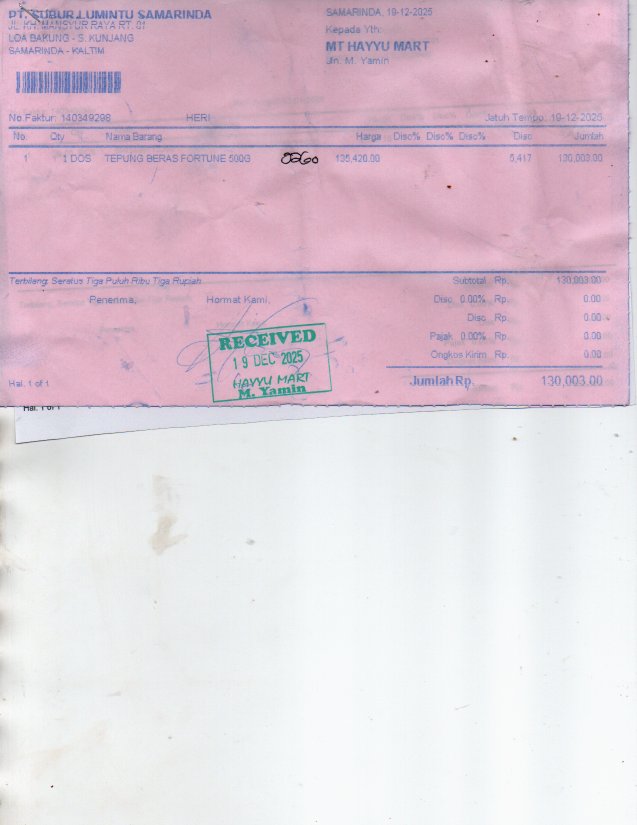 PT. SUBUR LUMINTU SAMARINDA
JL. KH. MANSYUR RAYA RT. 01
LOA BAKUNG - S. KUNJANG
SAMARINDA - KALTIM
SAMARINDA, 19-12-2025
Kepada Yth:
MT HAYYU MART
Jln. M. Yamin
No.Faktur: 140349298 HERI Jatuh Tempo: 19-12-2025
No. Qty Nama Barang Harga Disc% Disc% Disc% Disc Jumlah
1 1 DOS TEPUNG BERAS FORTUNE 500G 135,420.00 5,417 130,003.00
Terbilang: Seratus Tiga Puluh Ribu Tiga Rupiah
Subtotal Rp. 130,003.00
Penerima, Hormat Kami, Disc 0.00% Rp. 0.00
Disc Rp. 0.00
Pajak 0.00% Rp. 0.00
Ongkos Kirim Rp. 0.00
RECEIVED
19 DEC 2025
HAYYU MART
M. Yamin
Hal. 1 of 1
Jumlah Rp. 130,003.00
Hal. 1 of 1